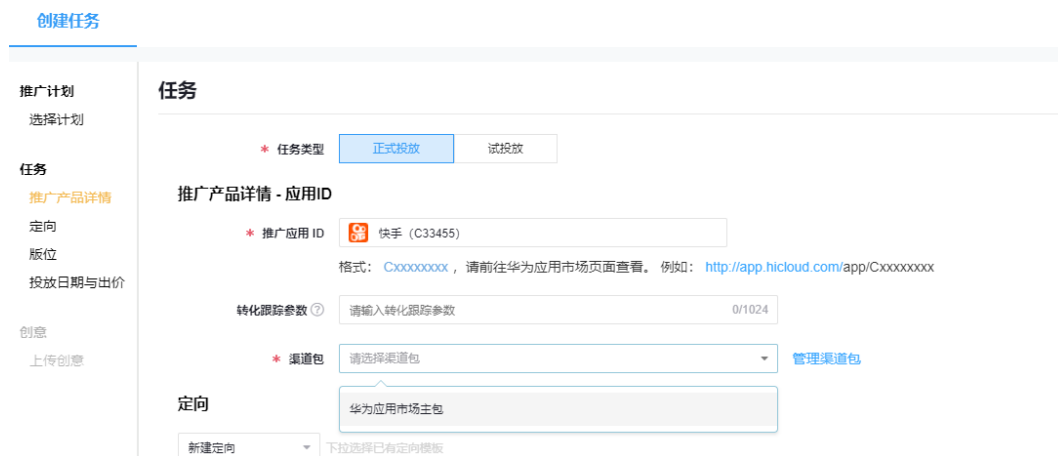 创建任务
推广计划
选择计划
任务
推广产品详情
定向
版位
投放日期与出价
创意
上传创意
任务
* 任务类型 正式投放 试投放
推广产品详情 - 应用ID
* 推广应用 ID 快手（C33455）
格式： Cxxxxxxxx ，请前往华为应用市场页面查看。 例如： http://app.hicloud.com/app/Cxxxxxxxx
转化跟踪参数 ? 请输入转化跟踪参数 0/1024
* 渠道包 请选择渠道包 管理渠道包
华为应用市场主包
定向
新建定向 下拉选择已有定向模板